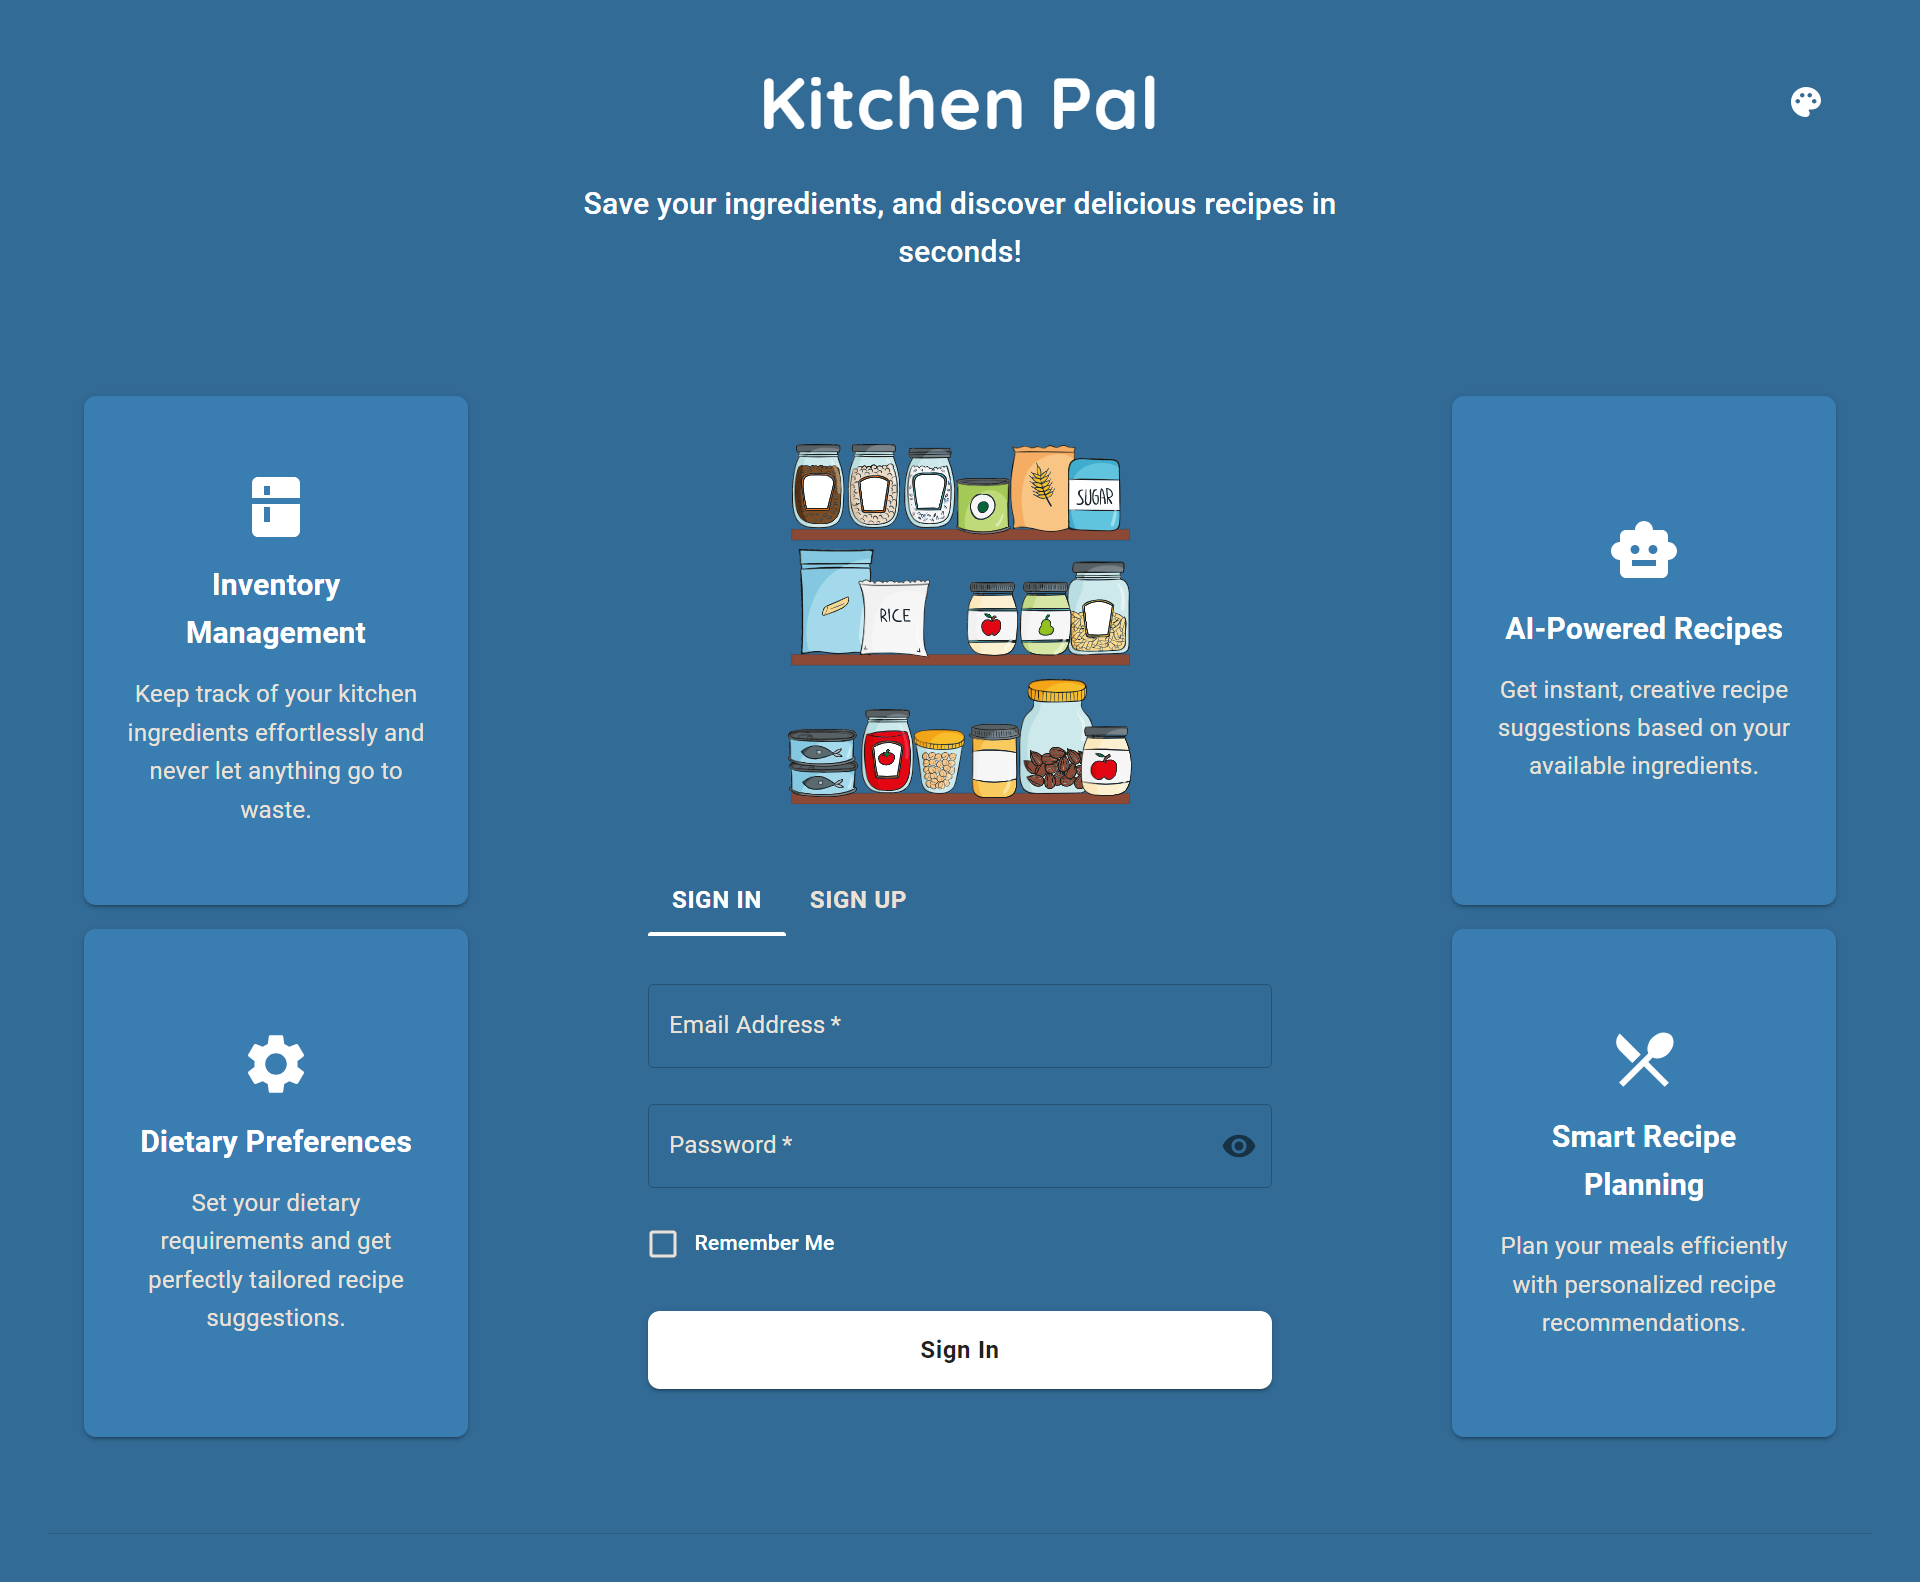 Kitchen Pal
Save your ingredients, and discover delicious recipes in
seconds!
Inventory
Management
Keep track of your kitchen
ingredients effortlessly and
never let anything go to
waste.
Dietary Preferences
Set your dietary
requirements and get
perfectly tailored recipe
suggestions.
SUGAR
RICE
SIGN IN SIGN UP
Email Address *
Password *
Remember Me
Sign In
AI-Powered Recipes
Get instant, creative recipe
suggestions based on your
available ingredients.
Smart Recipe
Planning
Plan your meals efficiently
with personalized recipe
recommendations.